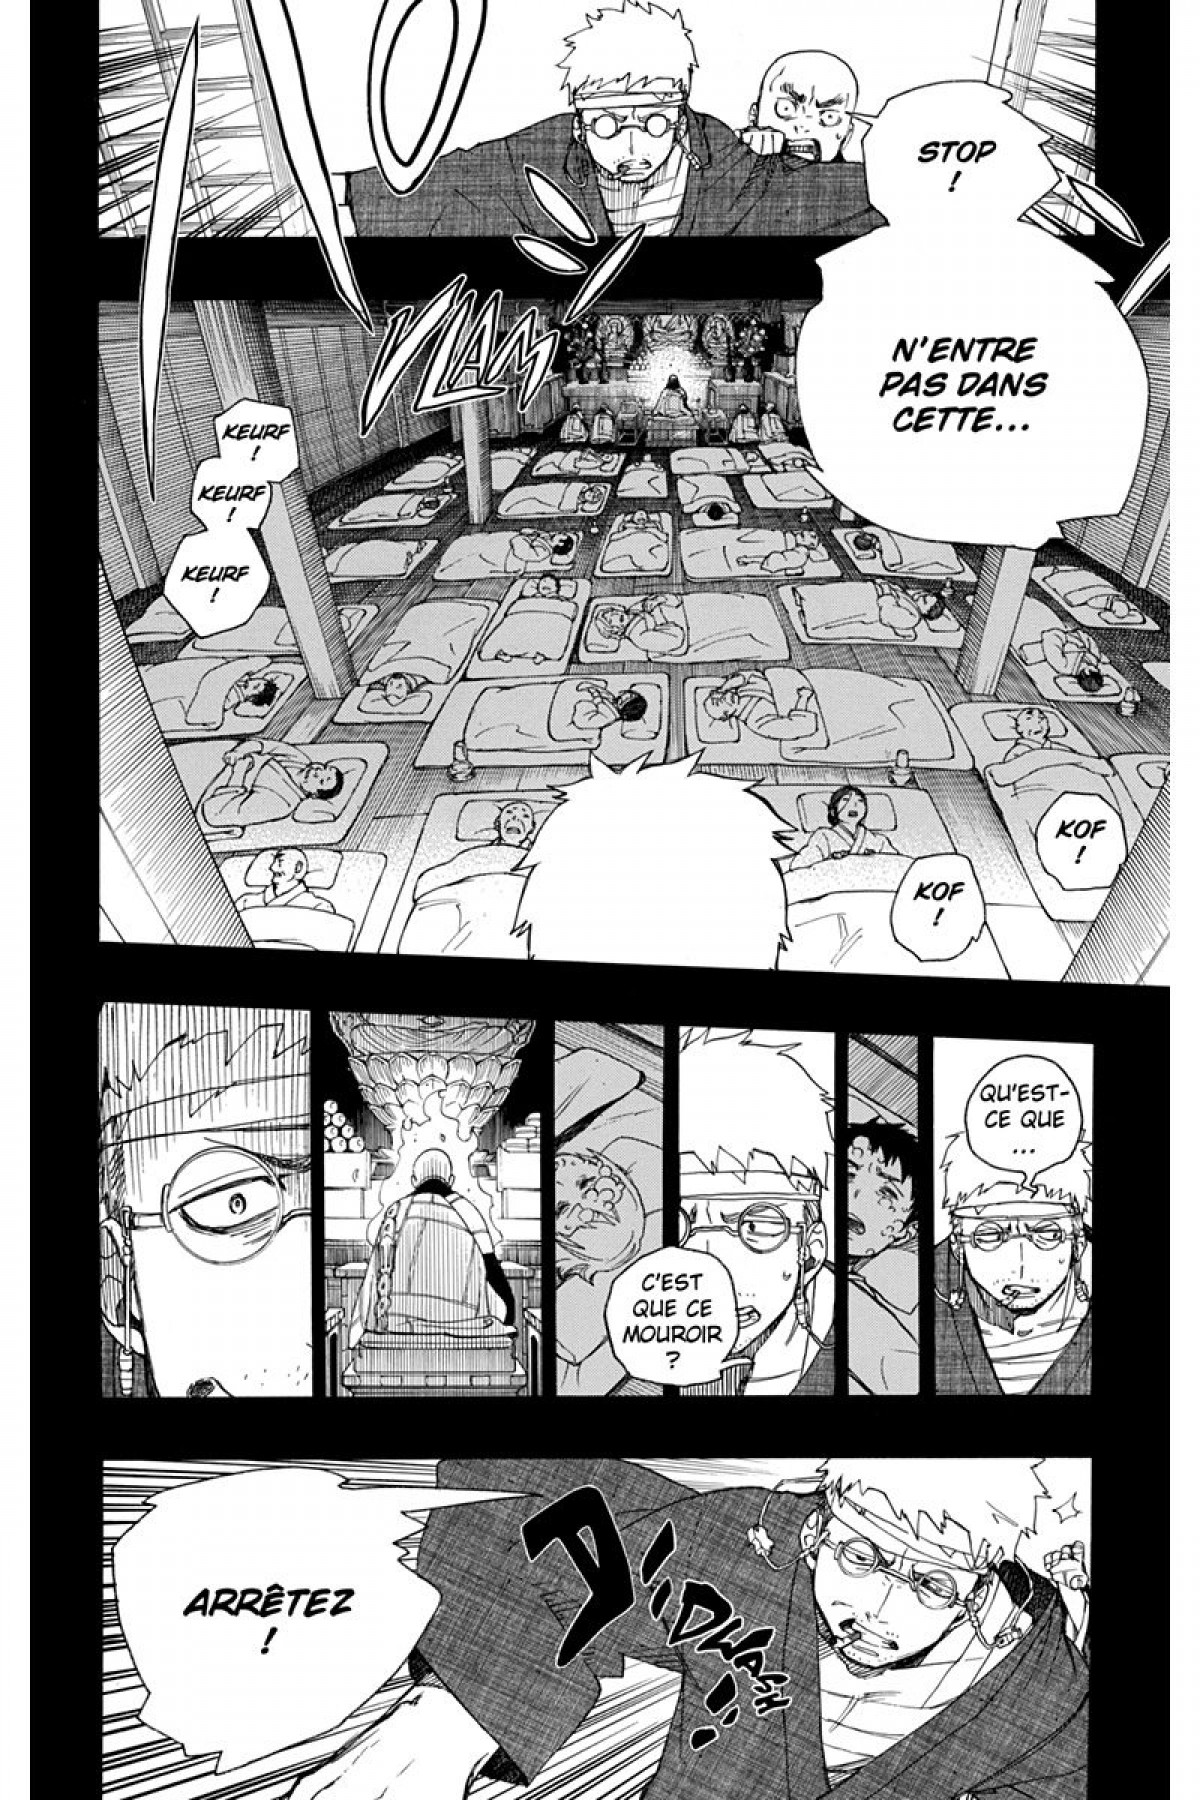 STOP
!
N'ENTRE
PAS DANS
CETTE...
VLAM
KOF
!
KOF
!
KEURF
!
KEURF
!
KEURF
!
QU'EST-
CE QUE
...
C'EST
QUE CE
MOUROIR
?
DWASH
ARRÊTEZ
!